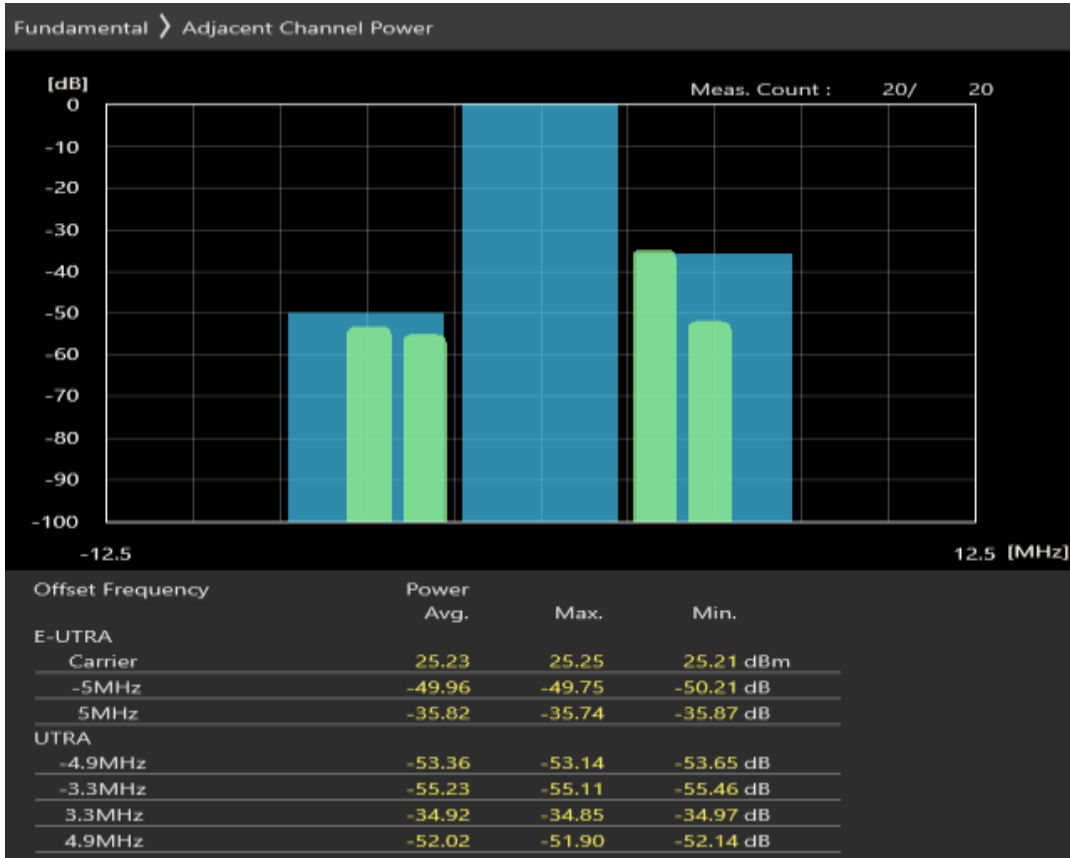 Fundamental 〉 Adjacent Channel Power
[dB]
Meas. Count : 20/ 20
0
-10
-20
-30
-40
-50
-60
-70
-80
-90
-100
-12.5 12.5 [MHz]
Offset Frequency Power
Avg. Max. Min.
E-UTRA
Carrier 25.23 25.25 25.21 dBm
-5MHz -49.96 -49.75 -50.21 dB
5MHz -35.82 -35.74 -35.87 dB
UTRA
-4.9MHz -53.36 -53.14 -53.65 dB
-3.3MHz -55.23 -55.11 -55.46 dB
3.3MHz -34.92 -34.85 -34.97 dB
4.9MHz -52.02 -51.90 -52.14 dB